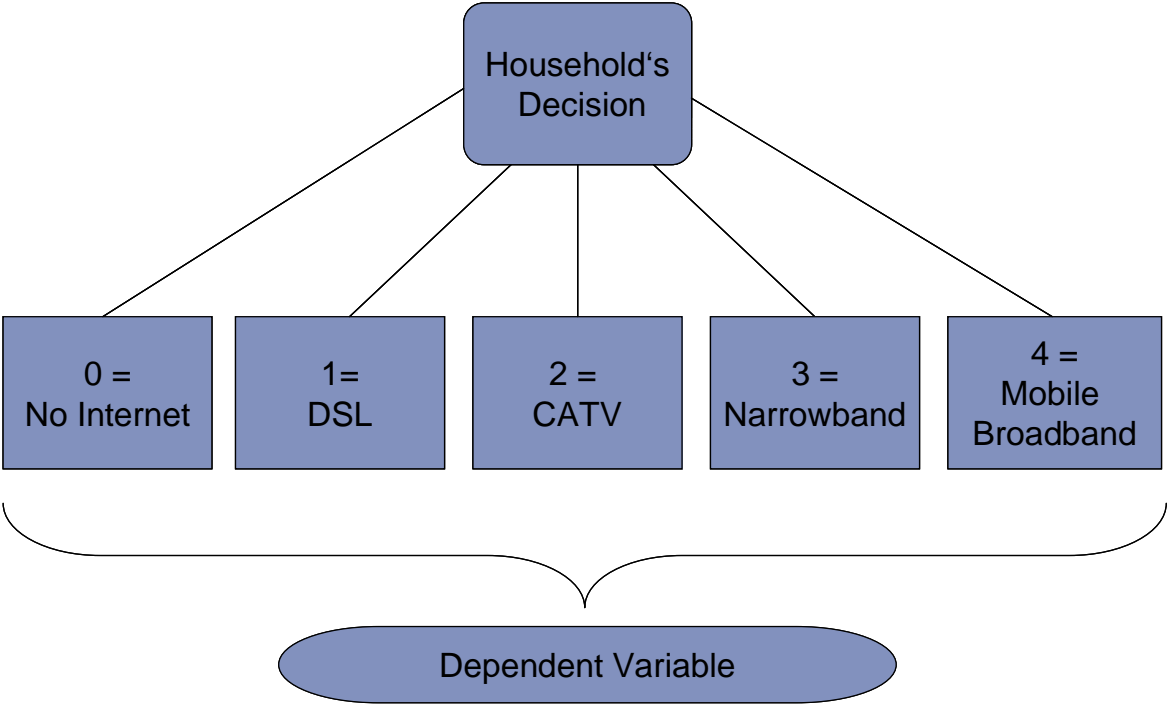 Household‘s
Decision
0 =
No Internet
1=
DSL
2 =
CATV
3 =
Narrowband
4 =
Mobile
Broadband
Dependent Variable